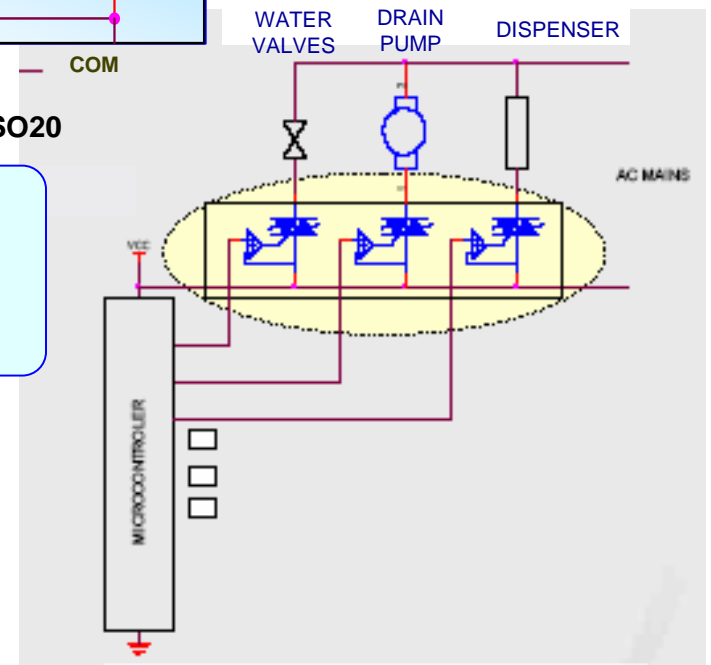 WATER
VALVES
DRAIN
PUMP
DISPENSER
COM
SO20
AC MAINS
VCC
MICROCONTROLER